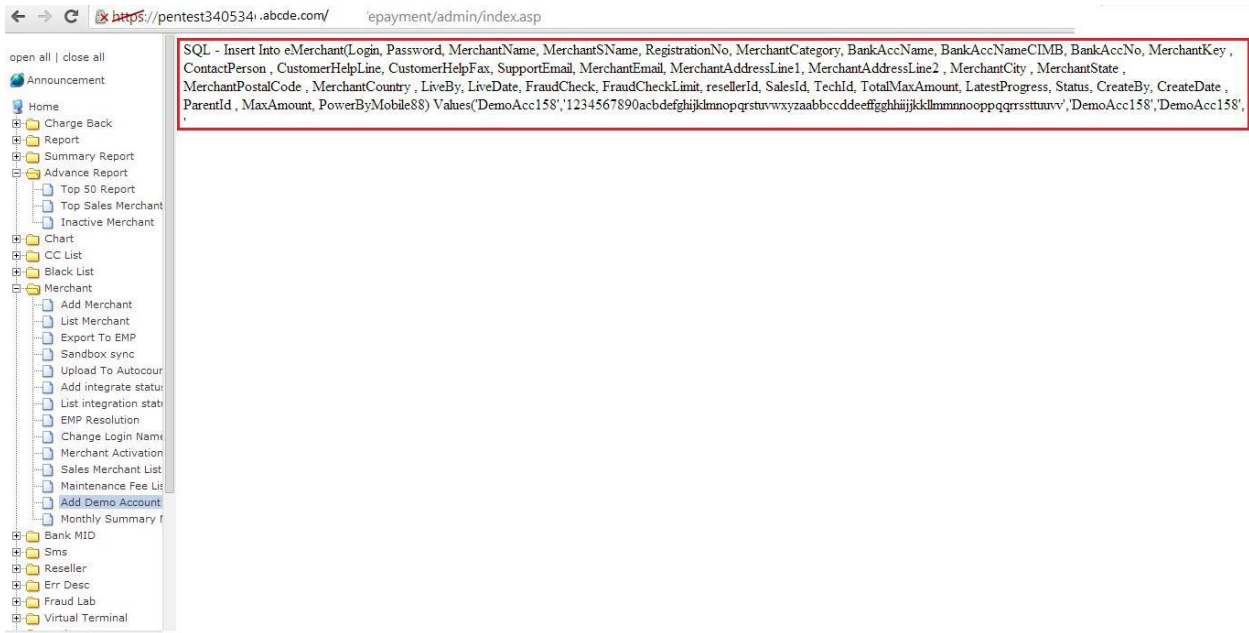 https://pentest340534 .abcde.com/ 'epayment/admin/index.asp
open all | close all
Announcement
Home
Charge Back
Report
Summary Report
Advance Report
Top 50 Report
Top Sales Merchant
Inactive Merchant
Chart
CC List
Black List
Merchant
Add Merchant
List Merchant
Export To EMP
Sandbox sync
Upload To Autocour
Add integrate status
List integration stat
EMP Resolution
Change Login Name
Merchant Activation
Sales Merchant List
Maintenance Fee Lis
Add Demo Account
Monthly Summary
Bank MID
Sms
Reseller
Err Desc
Fraud Lab
Virtual Terminal
SQL - Insert Into eMerchant(Login, Password, MerchantName, MerchantSName, RegistrationNo, MerchantCategory, BankAccName, BankAccNameCIMB, BankAccNo, MerchantKey ,
ContactPerson , CustomerHelpLine, CustomerHelpFax, SupportEmail, MerchantEmail, MerchantAddressLine1, MerchantAddressLine2 , MerchantCity , MerchantState ,
MerchantPostalCode , MerchantCountry , LiveBy, LiveDate, FraudCheck, FraudCheckLimit, resellerId, SalesId, TechId, TotalMaxAmount, LatestProgress, Status, CreateBy, CreateDate ,
ParentId , MaxAmount, PowerByMobile88) Values('DemoAcc158','1234567890acbdefghijklmnopqrstuvwxyzaabbccddeeffgghhiijjkkllmmnnooppqqrrssttuuvv','DemoAcc158','DemoAcc158',
'